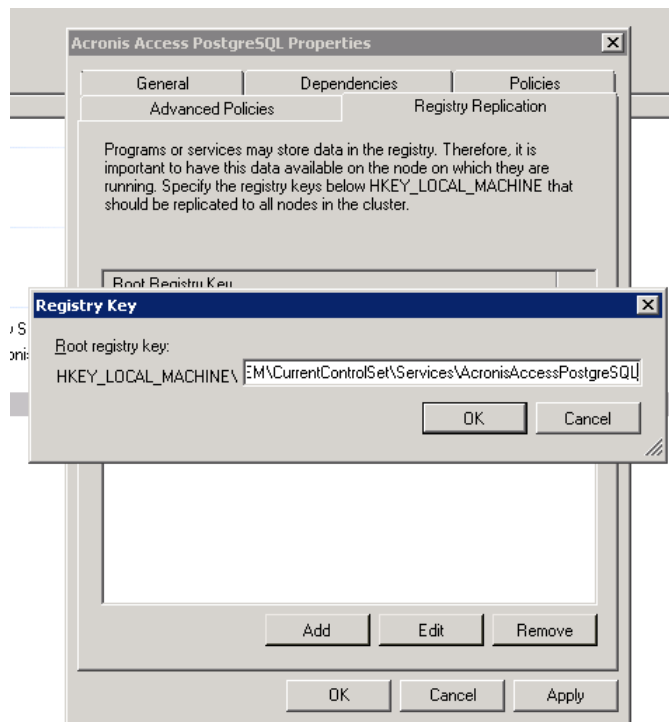 Acronis Access PostgreSQL Properties
General Dependencies Policies
Advanced Policies Registry Replication
Programs or services may store data in the registry. Therefore, it is
important to have this data available on the node on which they are
running. Specify the registry keys below HKEY_LOCAL_MACHINE that
should be replicated to all nodes in the cluster.
Root Registry Key
Registry Key
Root registry key:
HKEY_LOCAL_MACHINE\ EM\CurrentControlSet\Services\AcronisAccessPostgreSQL
OK Cancel
Add Edit Remove
OK Cancel Apply